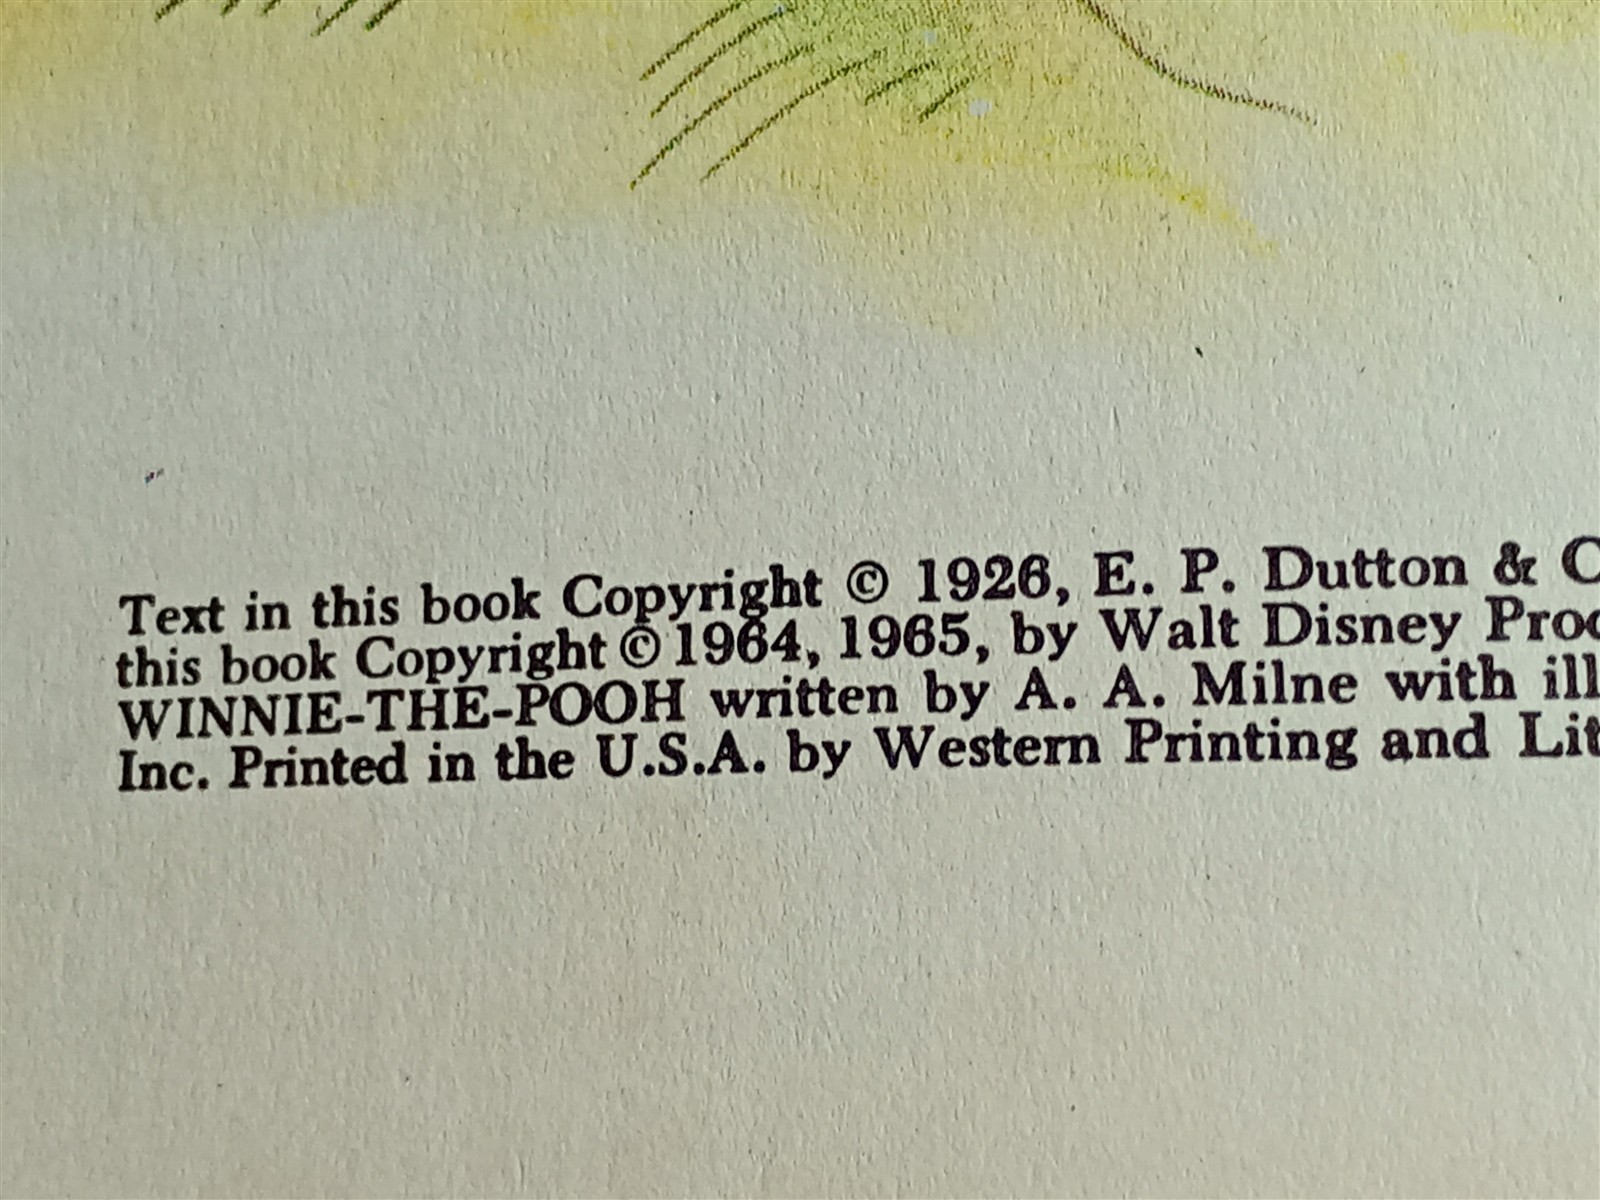 Text in this book Copyright © 1926, E. P. Dutton & C
this book Copyright © 1964, 1965, by Walt Disney Proc
WINNIE-THE-POOH written by A. A. Milne with ill
Inc. Printed in the U.S.A. by Western Printing and Lit